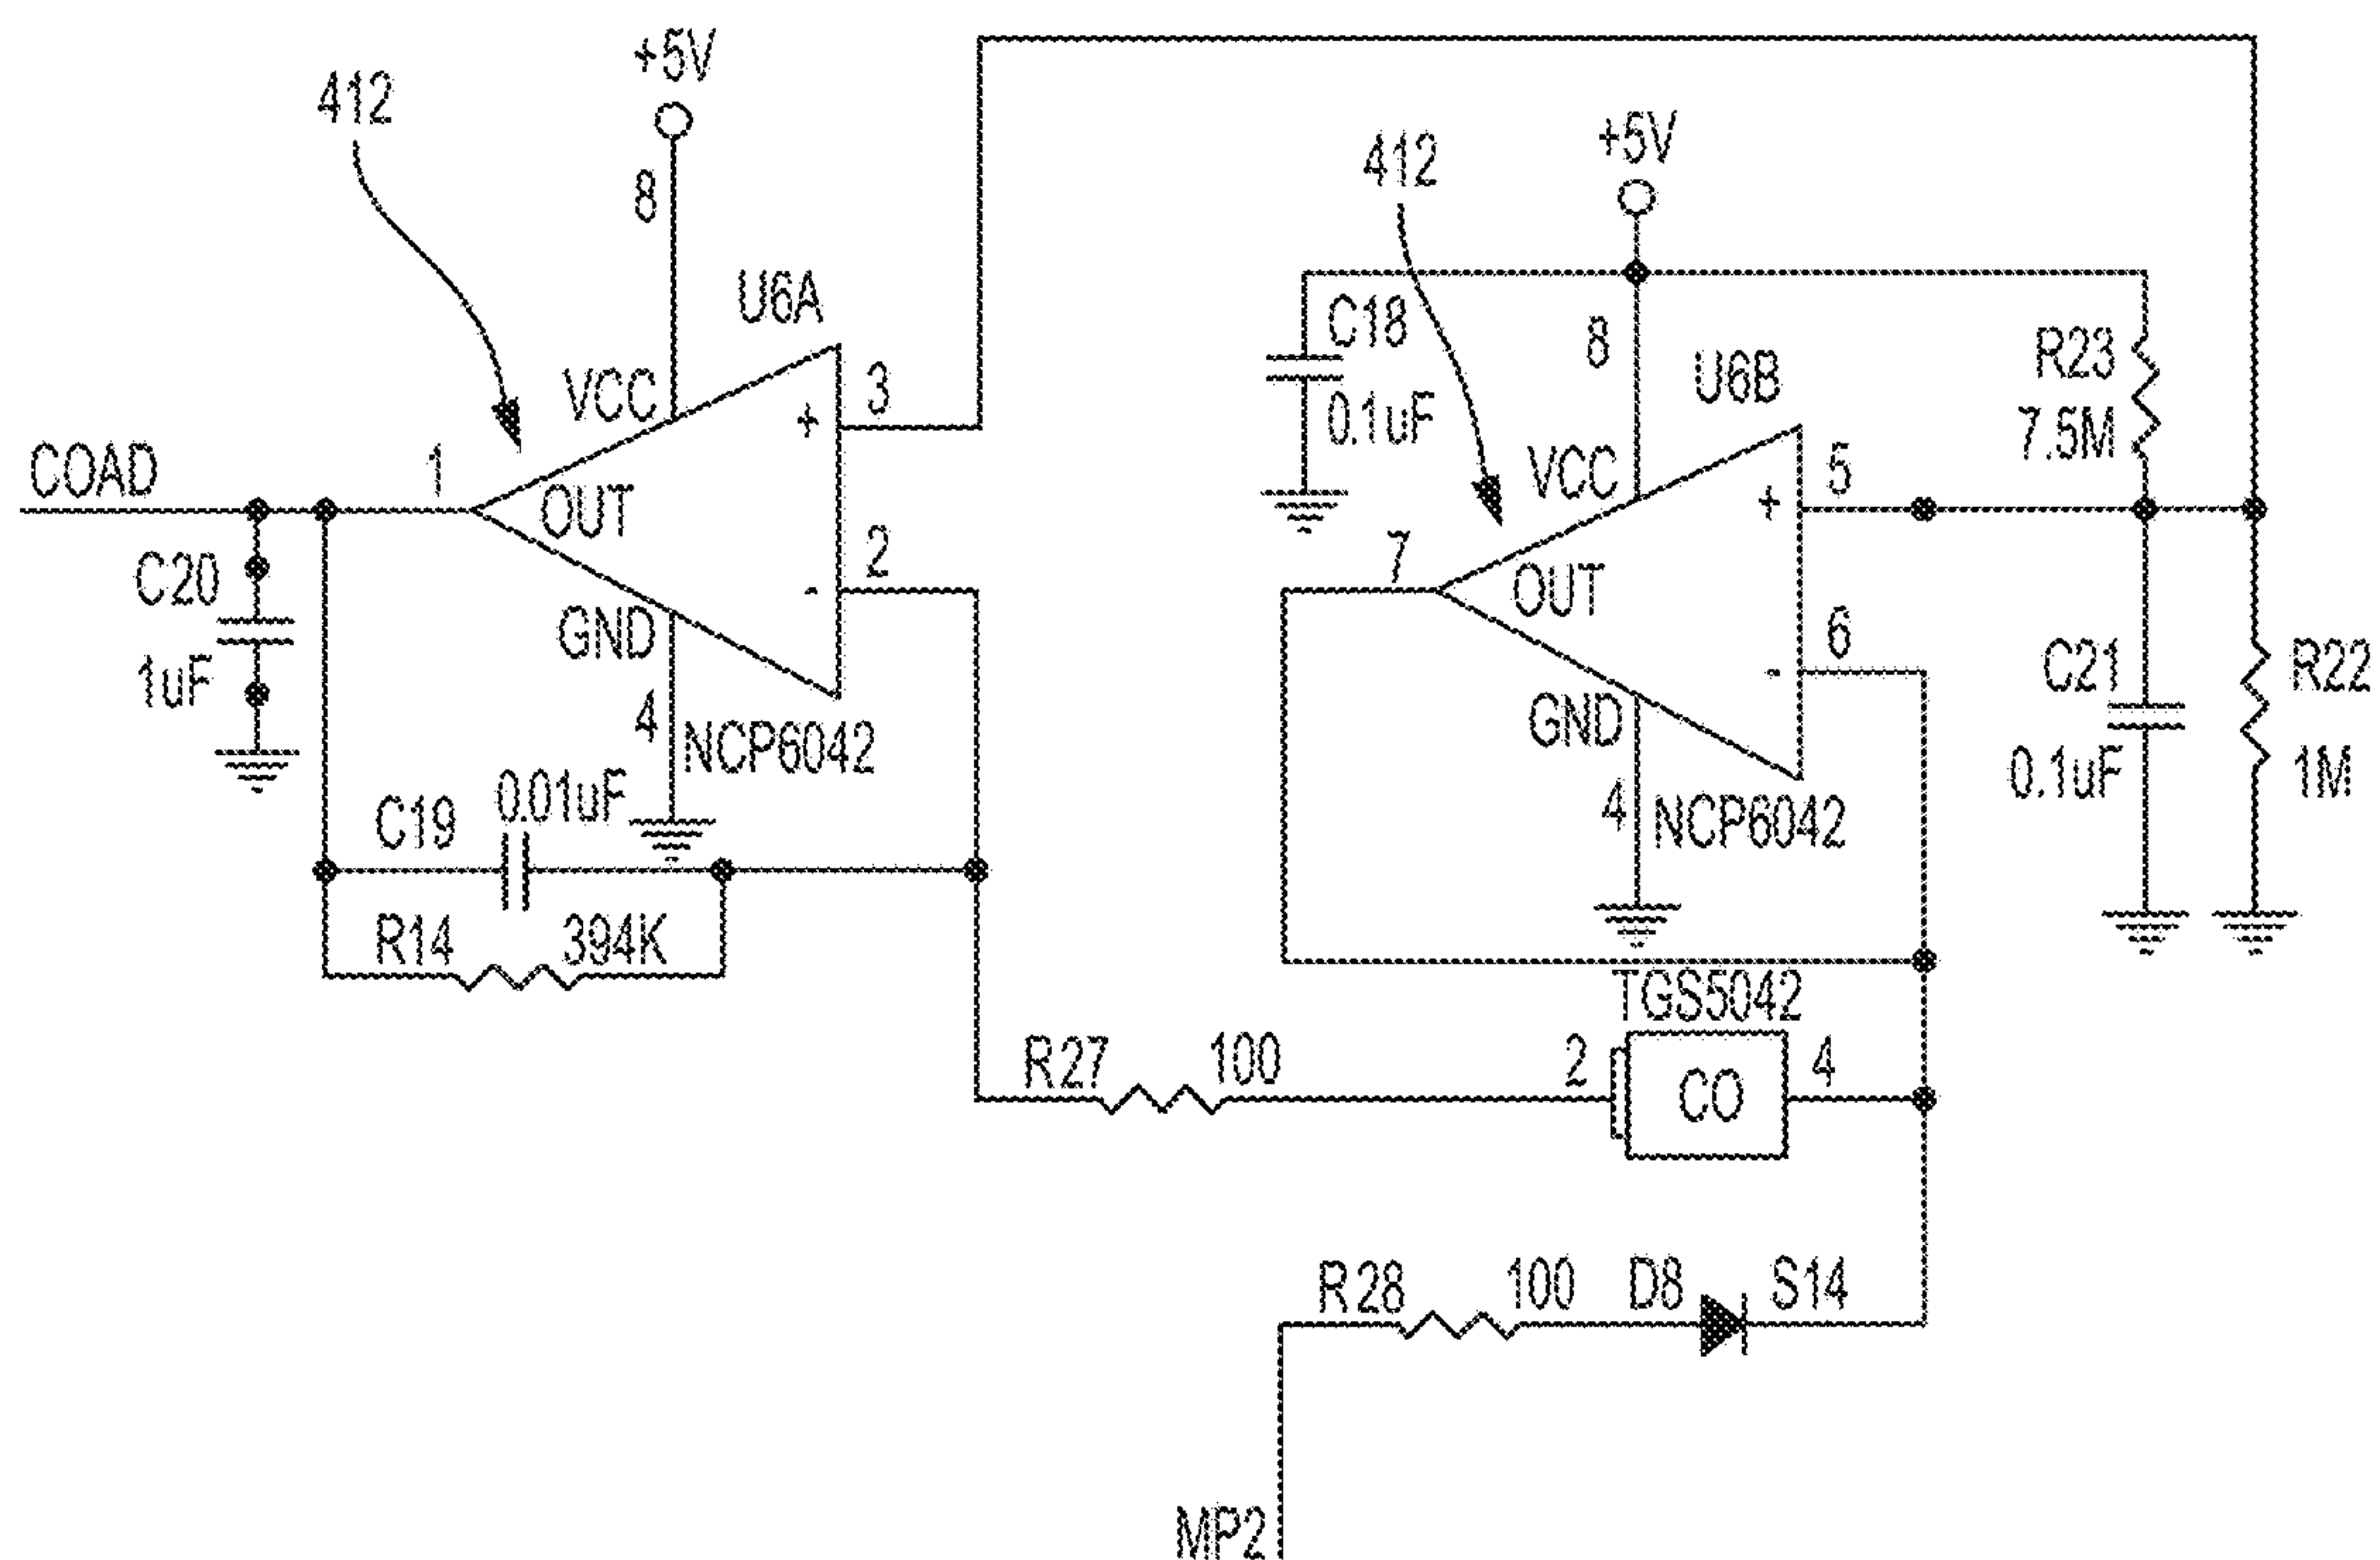 +5V
412
8
U6A
VCC
+
3
COAD
1
OUT
2
-
C20
1uF
GND
4
NCP6042
C19
0.01uF
R14
394K
+5V
412
C18
0.1uF
8
U6B
R23
7.5M
VCC
+
5
7
OUT
6
-
GND
4
NCP6042
C21
0.1uF
R22
1M
TGS5042
R27
100
2
CO
4
R28
100
D8
S14
MP2